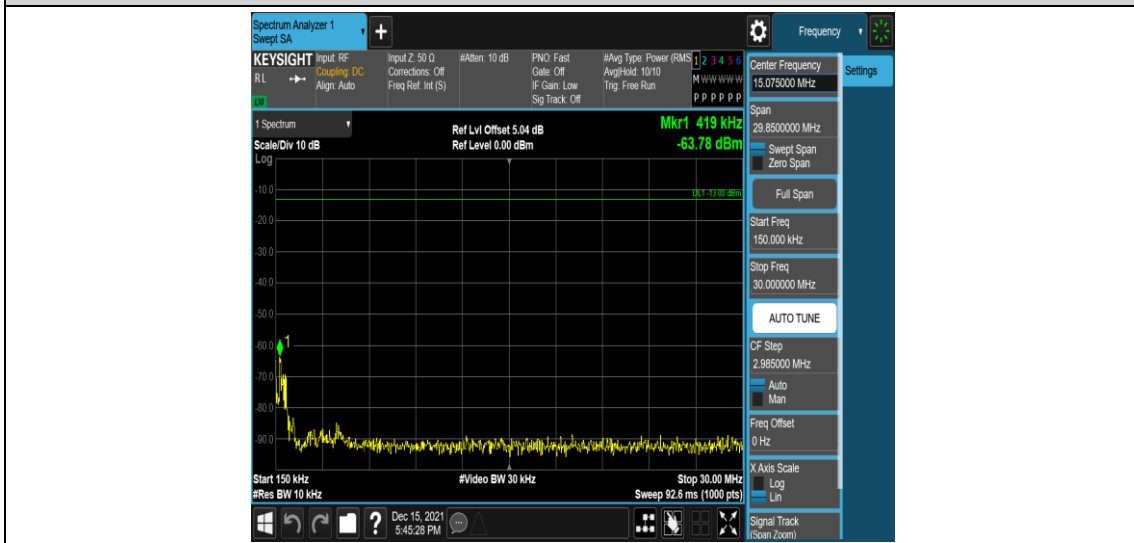 Spectrum Analyzer 1
Swept SA
+
Frequency
KEYSIGHT
RL
LXI
Input: RF
Coupling: DC
Align: Auto
Input Z: 50 Ω
Corrections: Off
Freq Ref: Int (S)
#Atten: 10 dB
PNO: Fast
Gate: Off
IF Gain: Low
Sig Track: Off
#Avg Type: Power (RMS
Avg|Hold: 10/10
Trig: Free Run
1 2 3 4 5 6
M W W W W W
P P P P P P
1 Spectrum
Scale/Div 10 dB
Ref Lvl Offset 5.04 dB
Ref Level 0.00 dBm
Mkr1 419 kHz
-63.78 dBm
Log
DL1 -13.00 dBm
-10.0
-20.0
-30.0
-40.0
-50.0
-60.0
1
-70.0
-80.0
-90.0
Start 150 kHz
#Res BW 10 kHz
#Video BW 30 kHz
Stop 30.00 MHz
Sweep 92.6 ms (1000 pts)
?
Dec 15, 2021
5:45:28 PM
Center Frequency
15.075000 MHz
Settings
Span
29.8500000 MHz
Swept Span
Zero Span
Full Span
Start Freq
150.000 kHz
Stop Freq
30.000000 MHz
AUTO TUNE
CF Step
2.985000 MHz
Auto
Man
Freq Offset
0 Hz
X Axis Scale
Log
Lin
Signal Track
(Span Zoom)